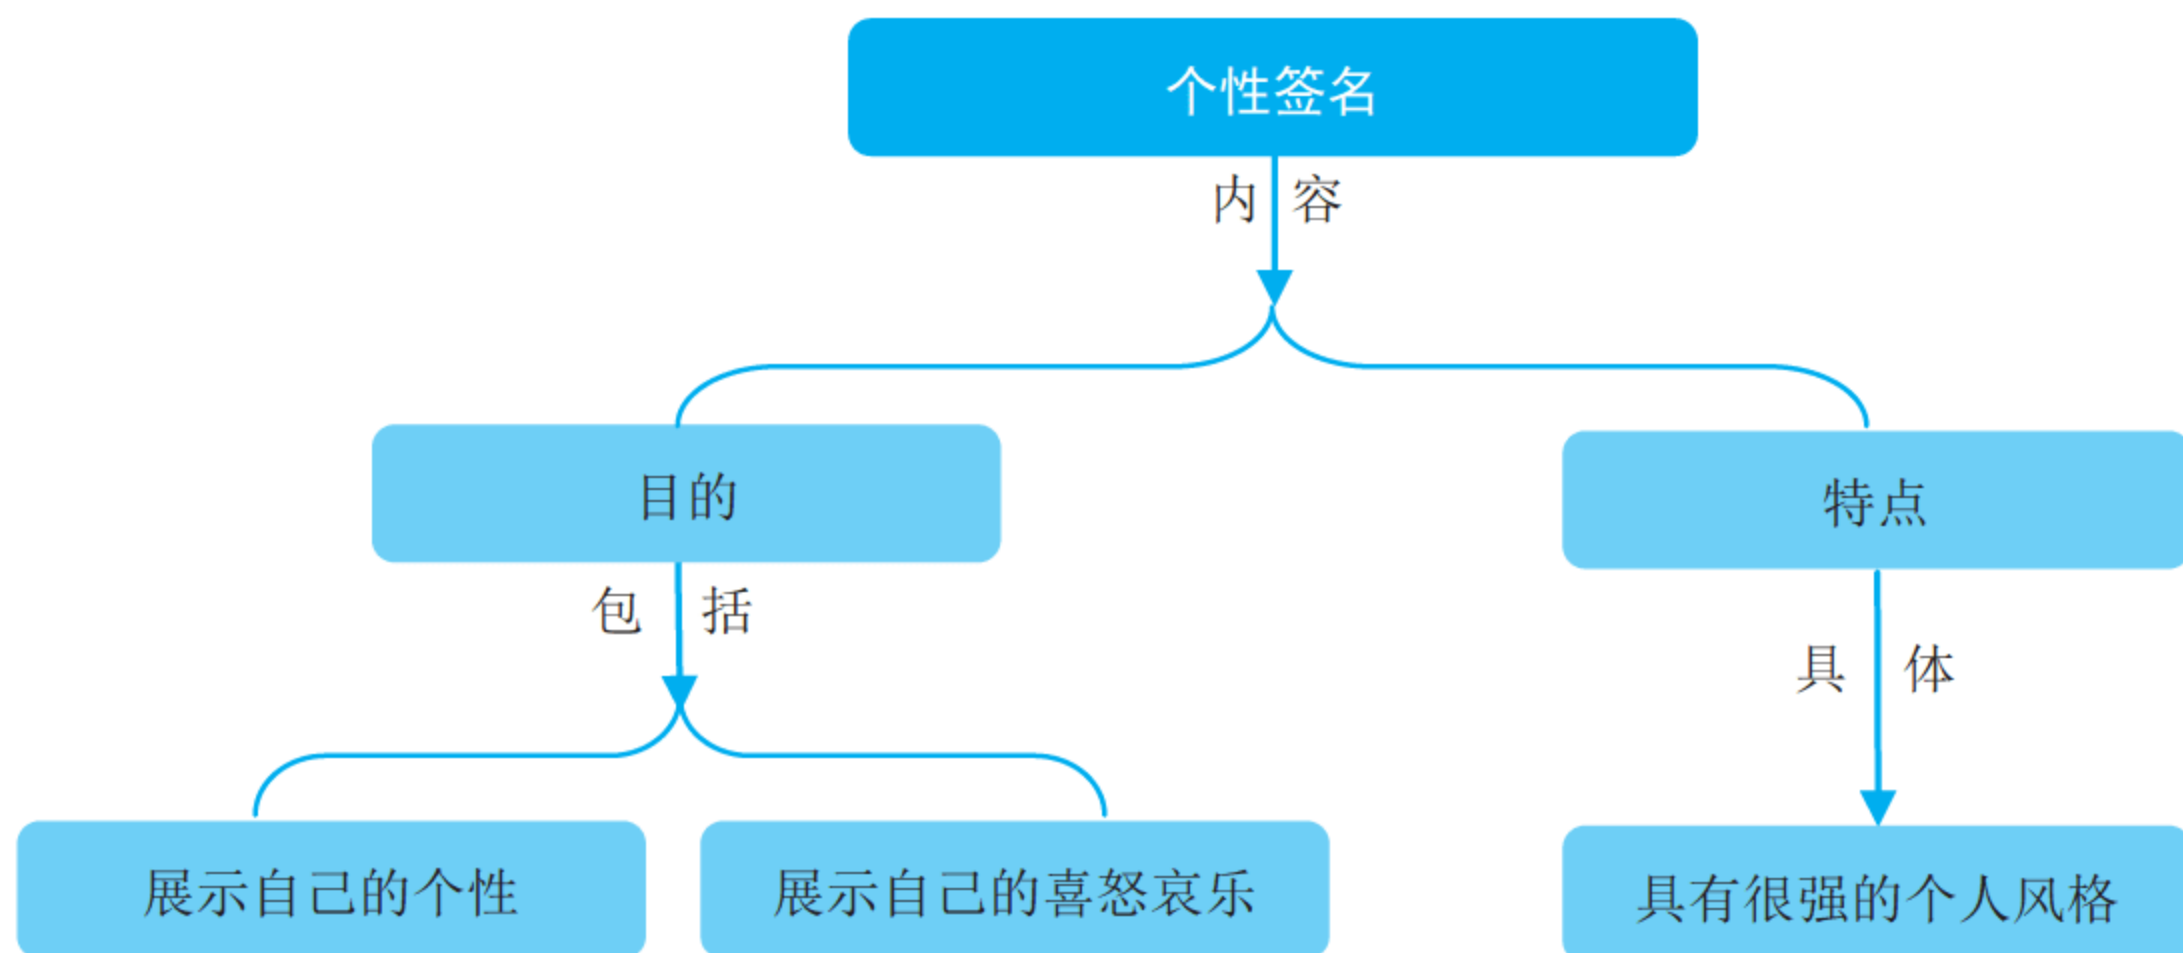 个性签名
内容
目的
特点
包括
具体
展示自己的个性
展示自己的喜怒哀乐
具有很强的个人风格